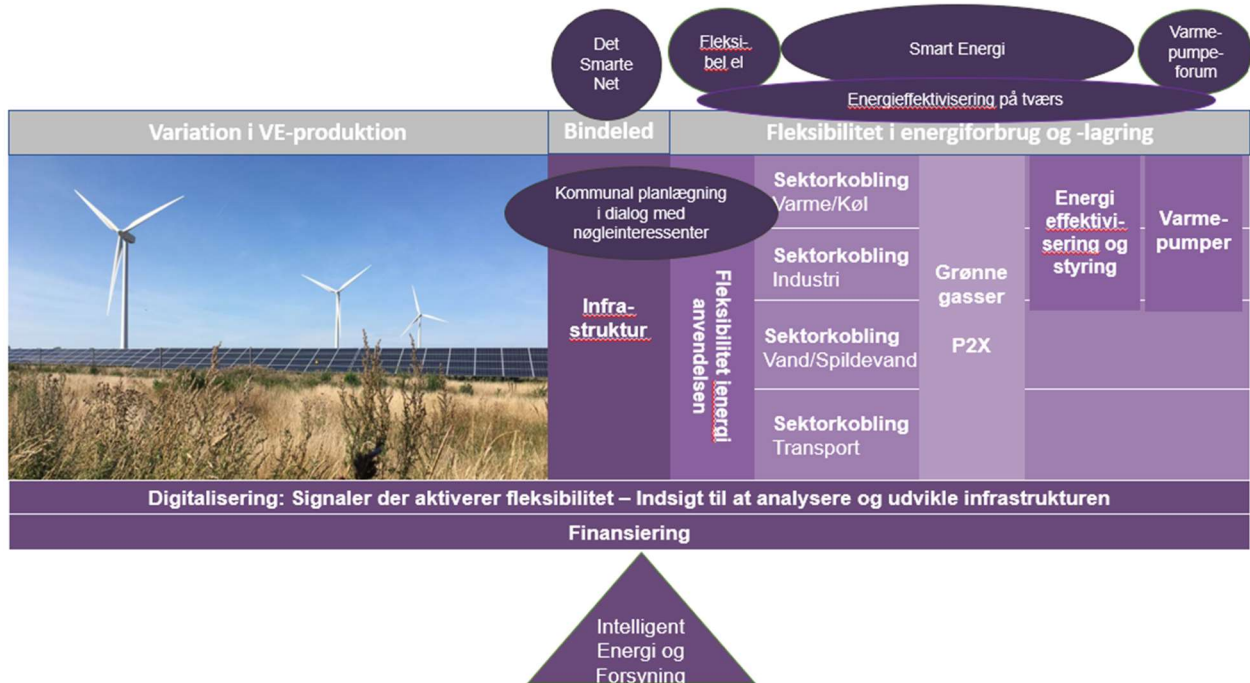 Det
Smarte
Net
Fleksi-
bel el
Smart Energi
Varme-
pumpe-
forum
Energieffektivisering på tværs
Variation i VE-produktion
Bindeled
Fleksibilitet i energiforbrug og -lagring
Kommunal planlægning
i dialog med
nøgleinteressenter
Infra-
struktur
Fleksibilitet ienergi
anvendelsen
Sektorkobling
Varme/Køl
Sektorkobling
Industri
Sektorkobling
Vand/Spildevand
Sektorkobling
Transport
Grønne
gasser
P2X
Energi
effektivi-
sering og
styring
Varme-
pumper
Digitalisering: Signaler der aktiverer fleksibilitet – Indsigt til at analysere og udvikle infrastrukturen
Finansiering
Intelligent
Energi og
Forsyning